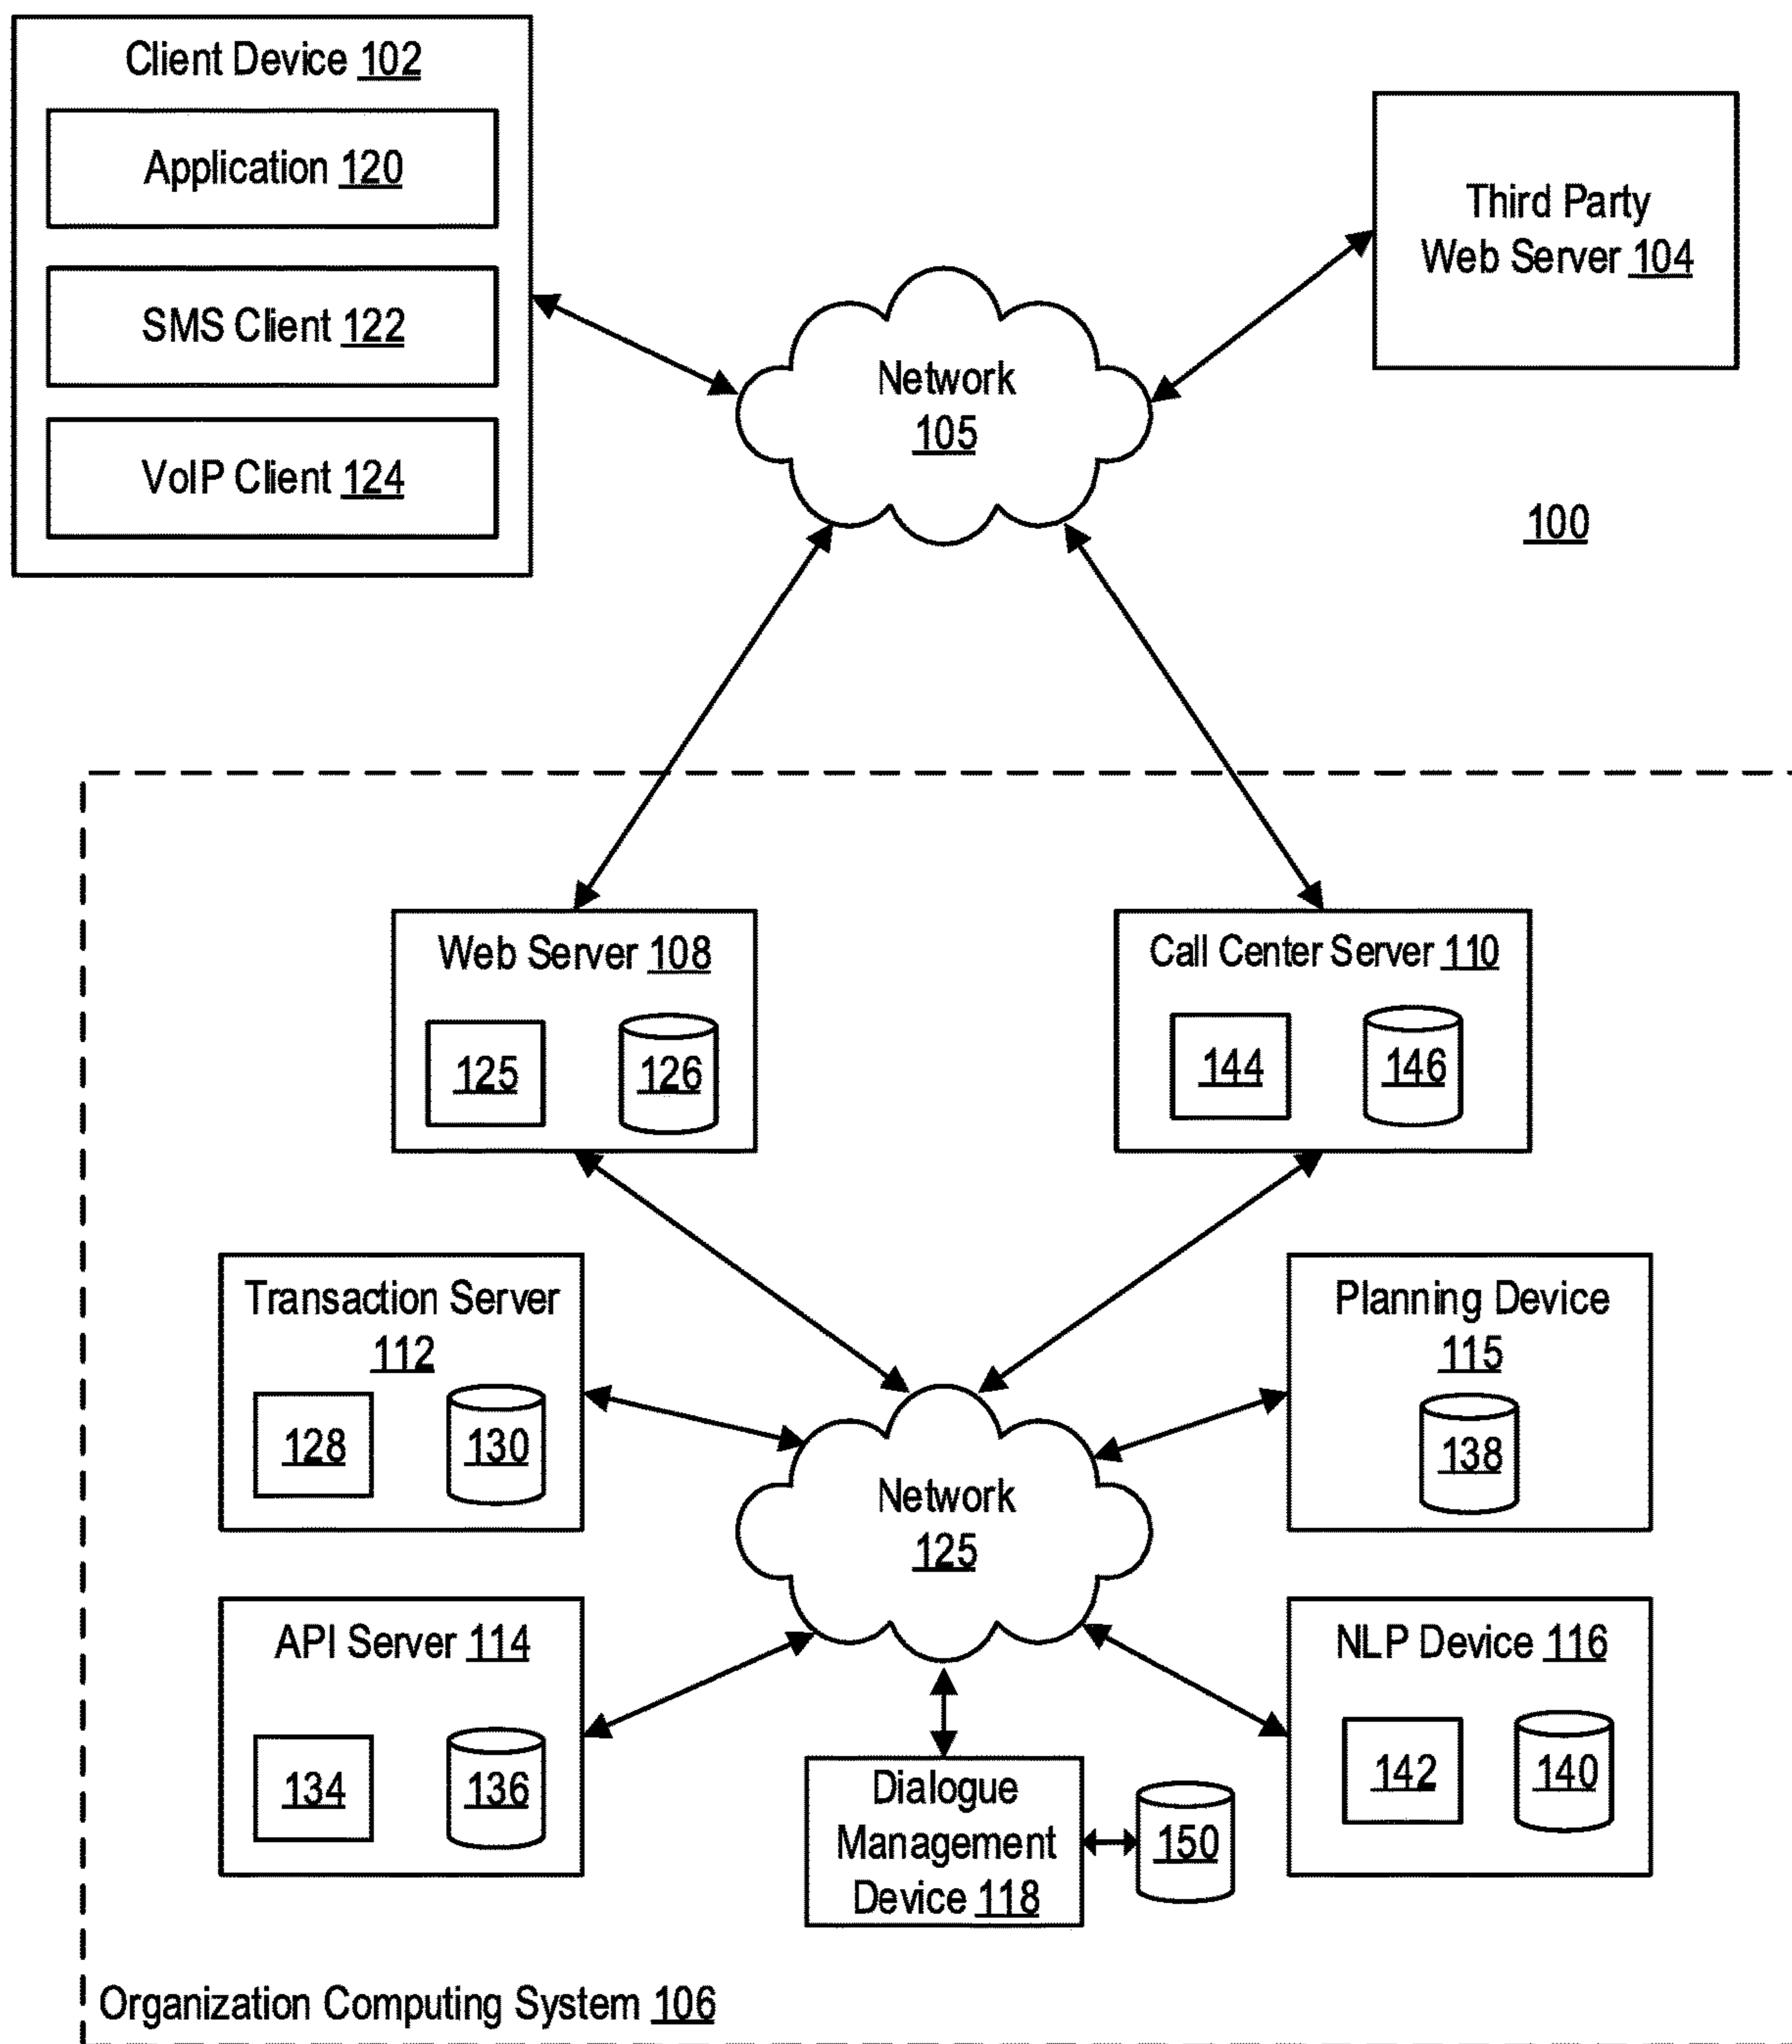 Client Device 102
Application 120
SMS Client 122
VoIP Client 124
Third Party
Web Server 104
Network
105
100
Web Server 108
125
126
Call Center Server 110
144
146
Transaction Server
112
128
130
Planning Device
115
138
Network
125
API Server 114
134
136
NLP Device 116
142
140
Dialogue
Management
Device 118
150
Organization Computing System 106